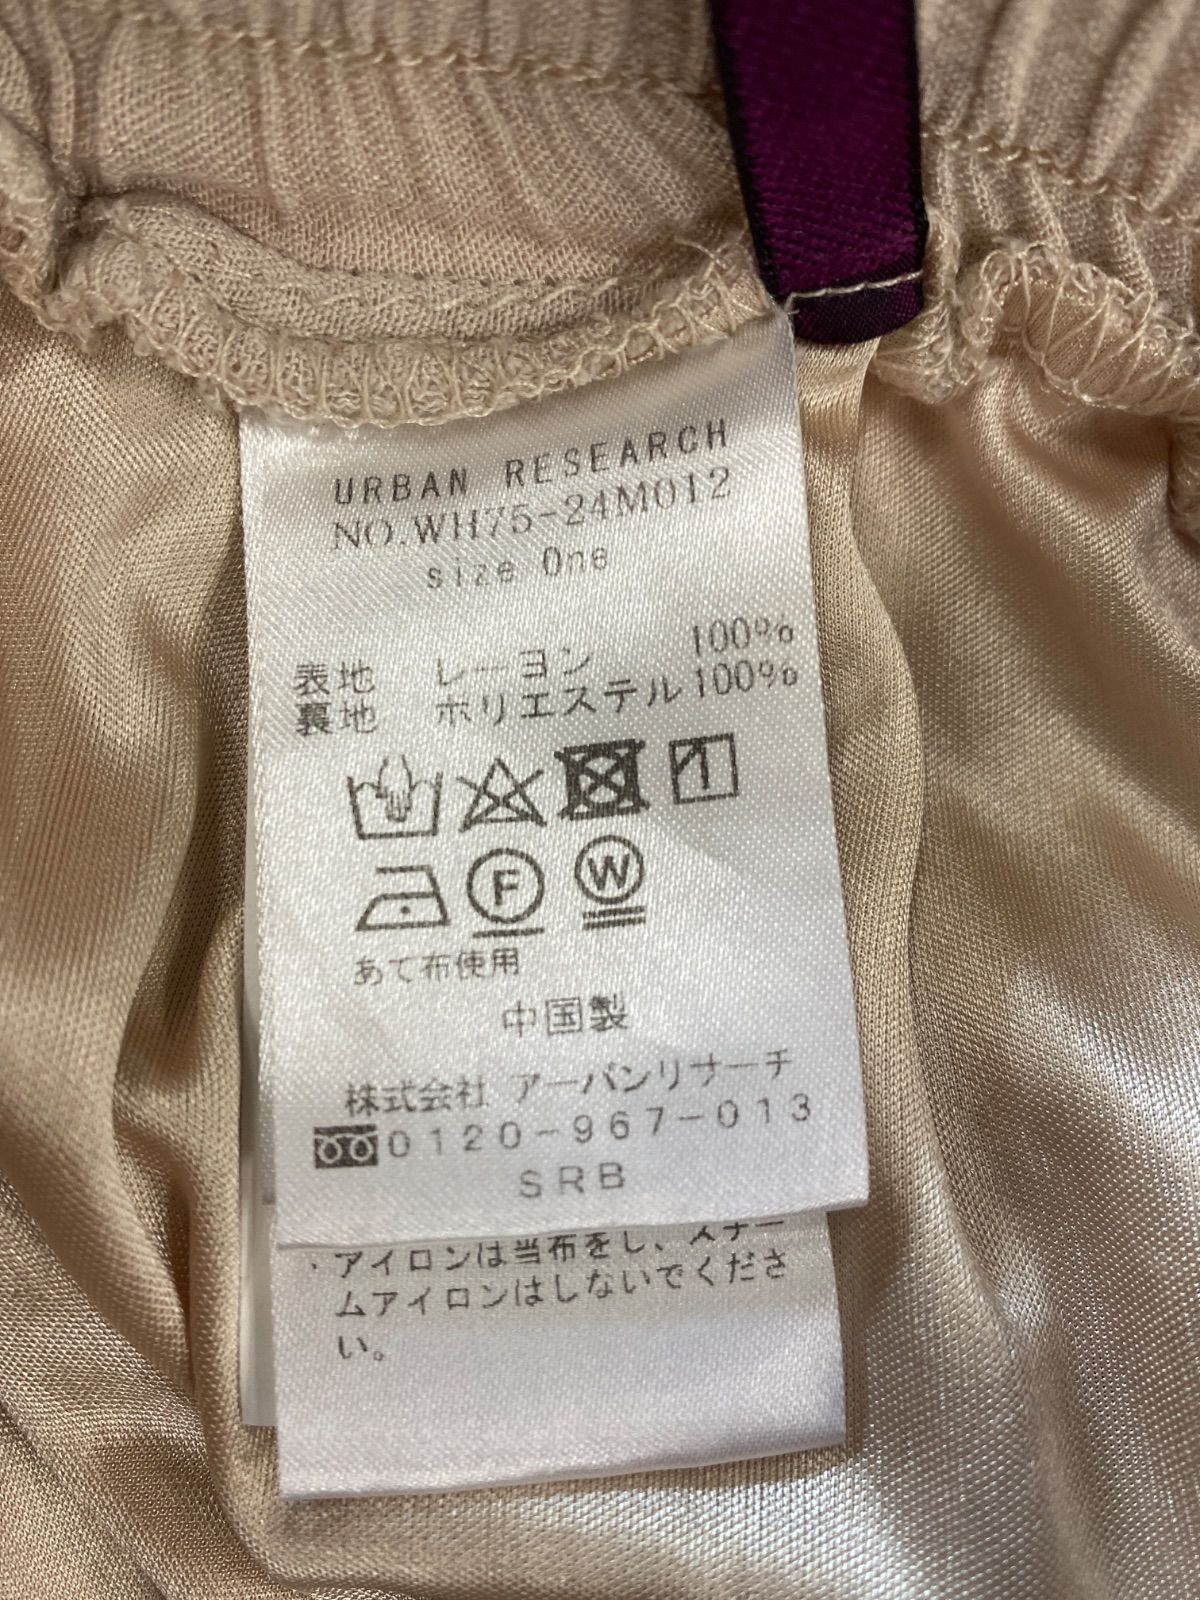 URBAN RESEARCH
NO.WH75-24M012
size One
表地 レーヨン 100%
裏地 ポリエステル100%
F W
あて布使用
中国製
株式会社 アーバンリサーチ
0120-967-013
SRB
アイロンは当布をし、スチー
ムアイロンはしないでくださ
い。